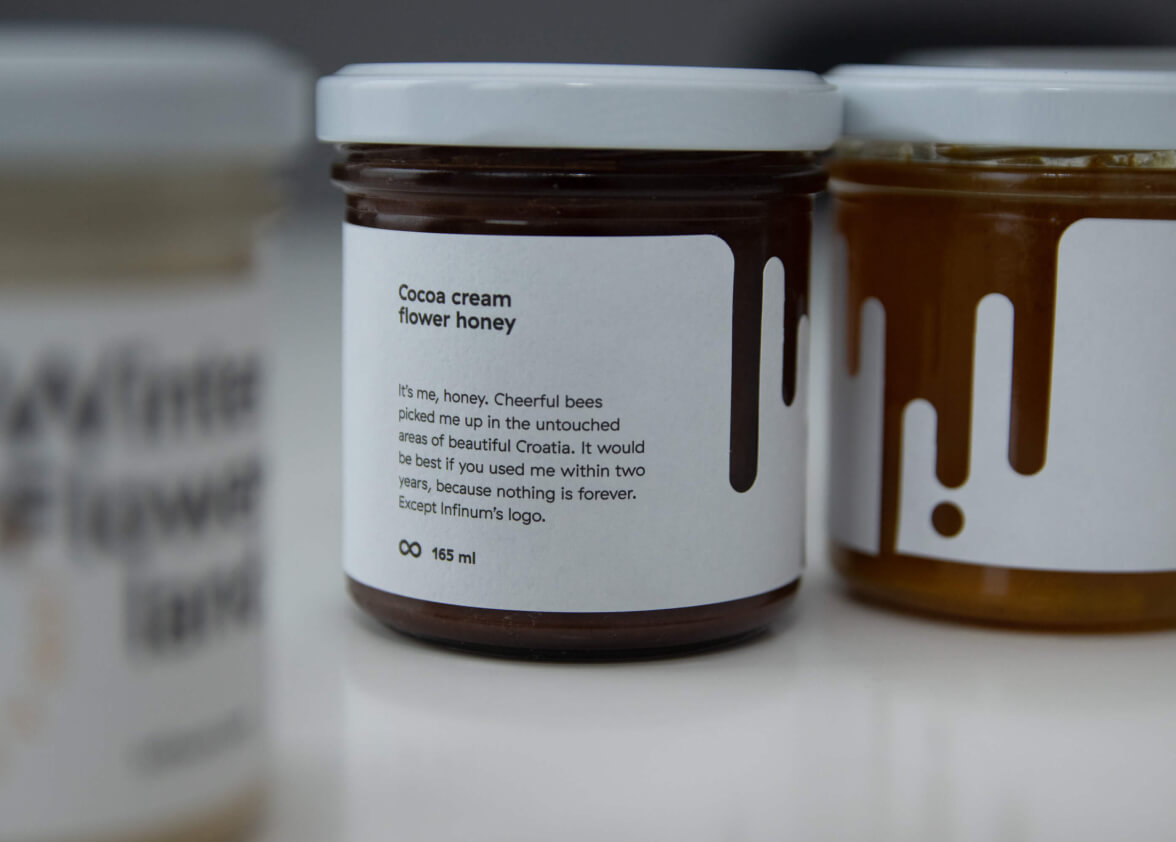 Cocoa cream
flower honey
It's me, honey. Cheerful bees
picked me up in the untouched
areas of beautiful Croatia. It would
be best if you used me within two
years, because nothing is forever.
Except Infinum's logo.
∞ 165 ml